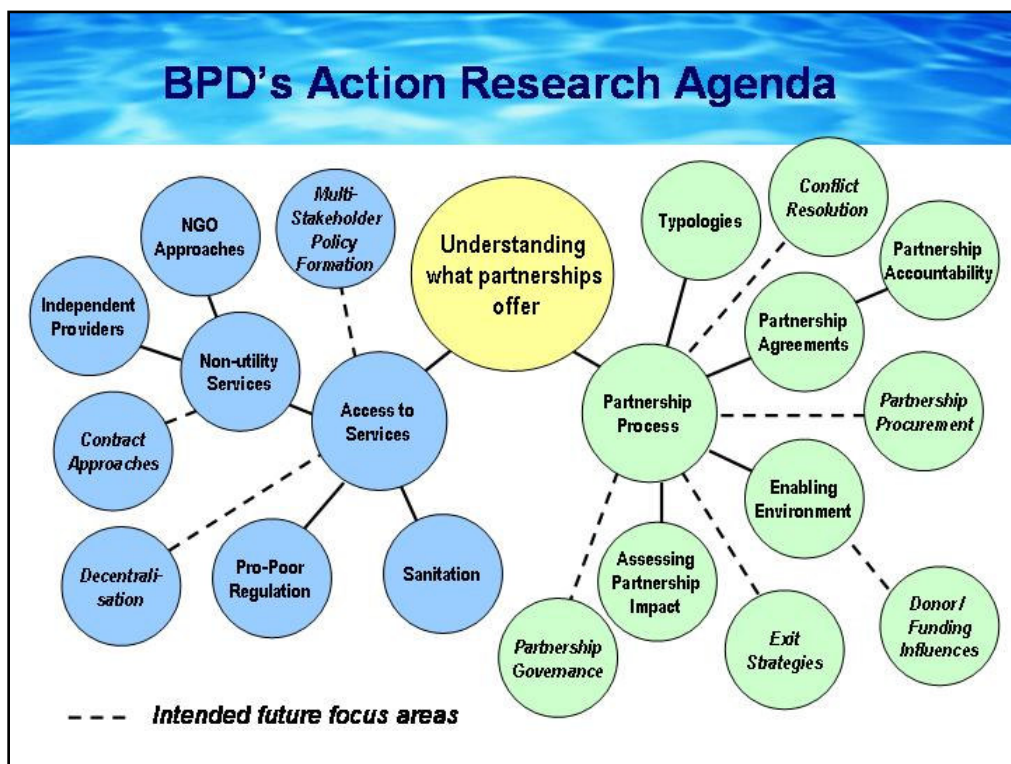 BPD's Action Research Agenda
Multi-
Stakeholder
Policy
Formation
NGO
Approaches
Independent
Providers
Non-utility
Services
Contract
Approaches
Access to
Services
Decentrali-
sation
Pro-Poor
Regulation
Sanitation
Understanding
what partnerships
offer
Typologies
Conflict
Resolution
Partnership
Accountability
Partnership
Agreements
Partnership
Process
Partnership
Procurement
Enabling
Environment
Assessing
Partnership
Impact
Partnership
Governance
Exit
Strategies
Donor/
Funding
Influences
Intended future focus areas